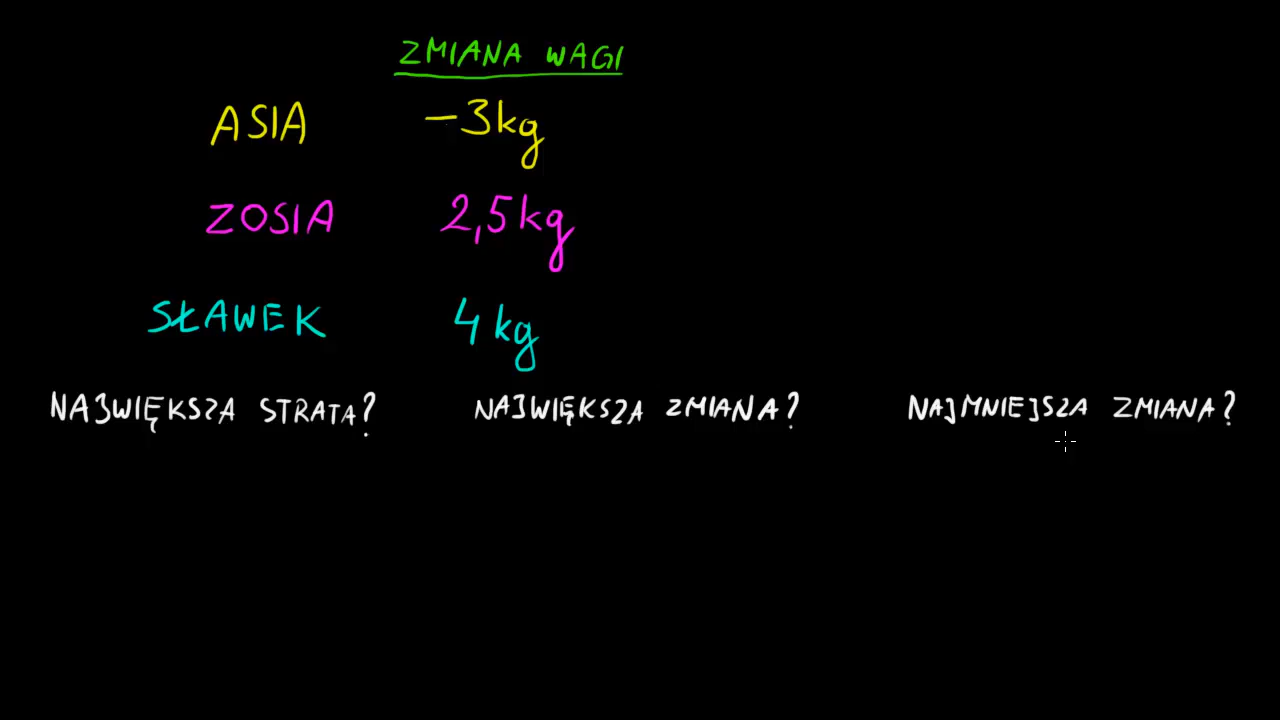 ZMIANA WAGI
ASIA -3kg
ZOSIA 2,5kg
SŁAWEK 4kg
NAJWIĘKSZA STRATA? NAJWIĘKSZA ZMIANA? NAJMNIEJSZA ZMIANA?